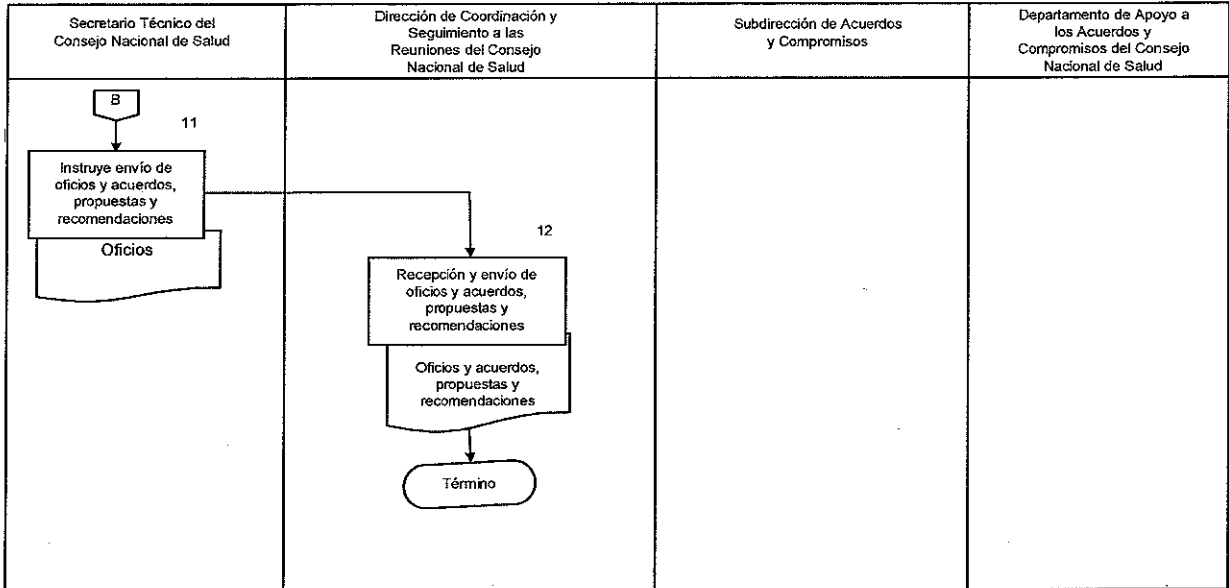 Secretario Técnico del
Consejo Nacional de Salud
Dirección de Coordinación y
Seguimiento a las
Reuniones del Consejo
Nacional de Salud
Subdirección de Acuerdos
y Compromisos
Departamento de Apoyo a
los Acuerdos y
Compromisos del Consejo
Nacional de Salud
B
11
Instruye envío de
oficios y acuerdos,
propuestas y
recomendaciones
Oficios
12
Recepción y envío de
oficios y acuerdos,
propuestas y
recomendaciones
Oficios y acuerdos,
propuestas y
recomendaciones
Término